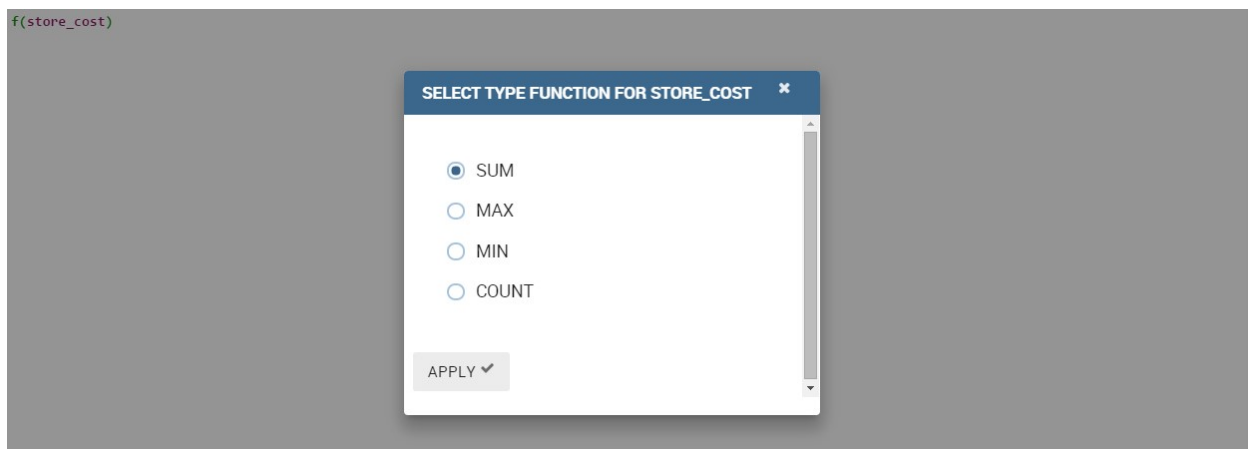 f(store_cost)
SELECT TYPE FUNCTION FOR STORE_COST
SUM
MAX
MIN
COUNT
APPLY